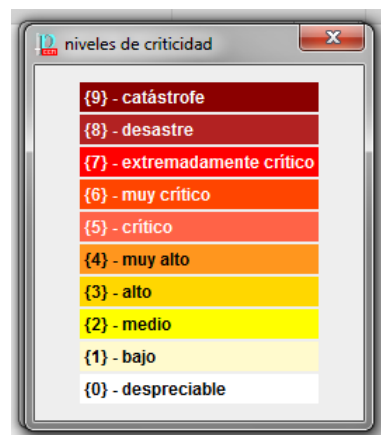 niveles de criticidad
{9} - catástrofe
{8} - desastre
{7} - extremadamente crítico
{6} - muy crítico
{5} - crítico
{4} - muy alto
{3} - alto
{2} - medio
{1} - bajo
{0} - despreciable